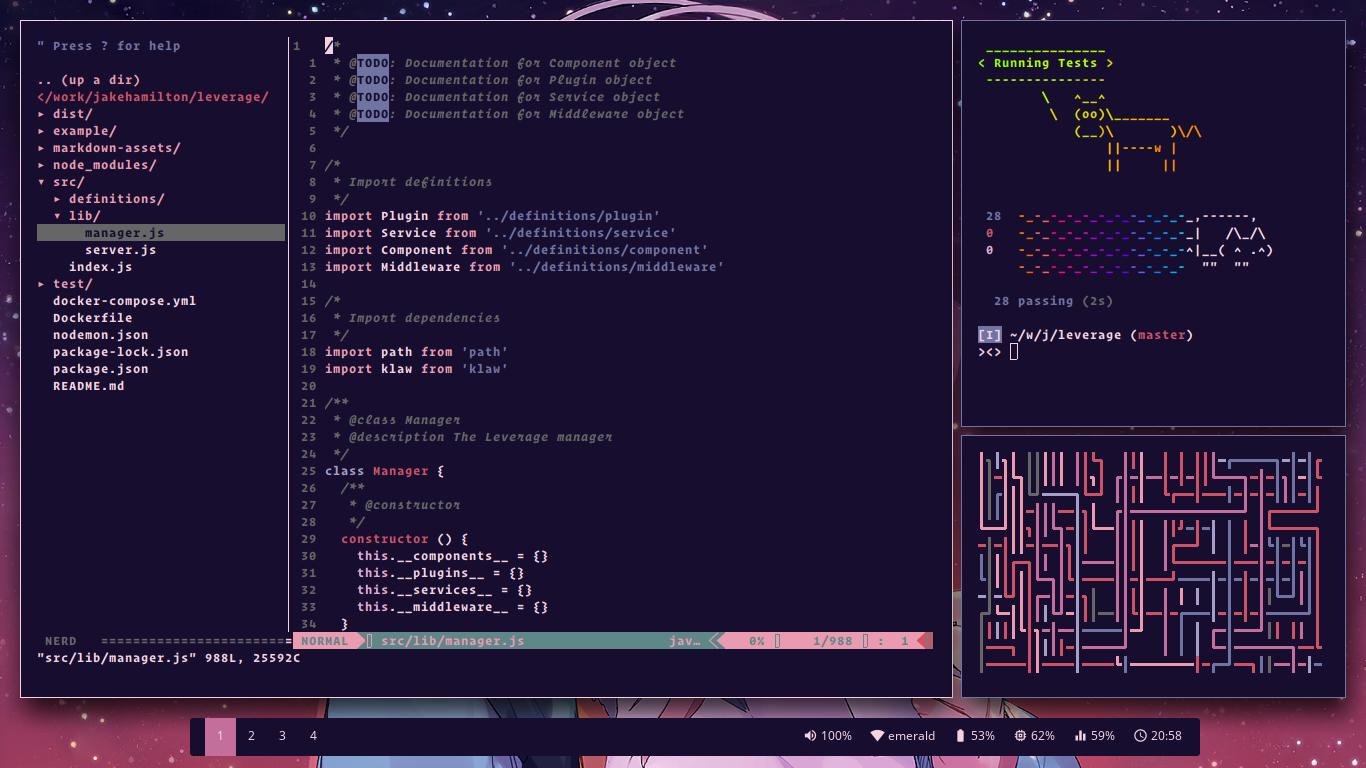 " Press ? for help
.. (up a dir)
</work/jakehamilton/leverage/
▸ dist/
▸ example/
▸ markdown-assets/
▸ node_modules/
▾ src/
▸ definitions/
▾ lib/
manager.js
server.js
index.js
▸ test/
docker-compose.yml
Dockerfile
nodemon.json
package-lock.json
package.json
README.md
1 /*
1 * @TODO: Documentation for Component object
2 * @TODO: Documentation for Plugin object
3 * @TODO: Documentation for Service object
4 * @TODO: Documentation for Middleware object
5 */
6
7 /*
8 * Import definitions
9 */
10 import Plugin from '../definitions/plugin'
11 import Service from '../definitions/service'
12 import Component from '../definitions/component'
13 import Middleware from '../definitions/middleware'
14
15 /*
16 * Import dependencies
17 */
18 import path from 'path'
19 import klaw from 'klaw'
20
21 /**
22 * @class Manager
23 * @description The Leverage manager
24 */
25 class Manager {
26 /**
27 * @constructor
28 */
29 constructor () {
30 this.__components__ = {}
31 this.__plugins__ = {}
32 this.__services__ = {}
33 this.__middleware__ = {}
34 }
NERD ========================
NORMAL src/lib/manager.js jav… 0% 1/988 : 1
"src/lib/manager.js" 988L, 25592C
_______________
< Running Tests >
---------------
\ ^__^
\ (oo)\_______
(__)\ )\/\
||----w |
|| ||
28 -_-_-_-_-_-_-_-_-_-_-_,------,
0 -_-_-_-_-_-_-_-_-_-_-_| /\_/\
0 -_-_-_-_-_-_-_-_-_-_-^|__( ^ .^)
-_-_-_-_-_-_-_-_-_-_- "" ""
28 passing (2s)
[I] ~/w/j/leverage (master)
><>
1 2 3 4 100% emerald 53% 62% 59% 20:58